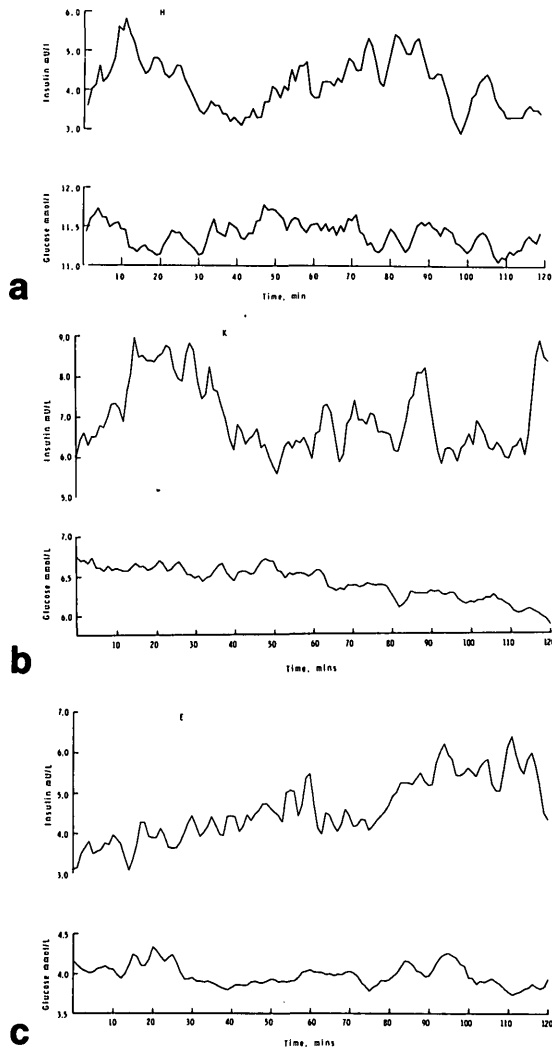 H
6.0
5.0
4.0
3.0
Insulin mU/l
12.0
11.5
11.0
Glucose mmol/l
10 20 30 40 50 60 70 80 90 100 110 120
Time, min
a
K
9.0
8.0
7.0
6.0
5.0
Insulin mU/L
7.0
6.5
6.0
Glucose mmol/L
10 20 30 40 50 60 70 80 90 100 110 120
Time, mins
b
E
7.0
6.0
5.0
4.0
3.0
Insulin mU/L
4.5
4.0
3.5
Glucose mmol/L
10 20 30 40 50 60 70 80 90 100 110 120
Time, mins
c